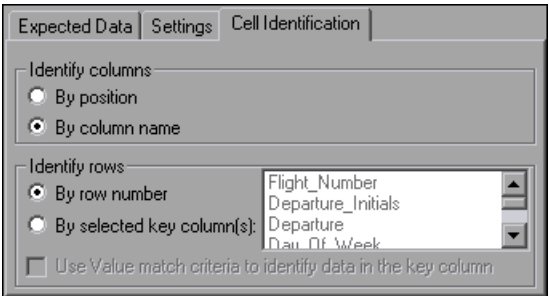 Expected Data Settings Cell Identification
Identify columns
By position
By column name
Identify rows
By row number
By selected key column(s):
Flight_Number
Departure_Initials
Departure
Day_Of_Week
Use Value match criteria to identify data in the key column